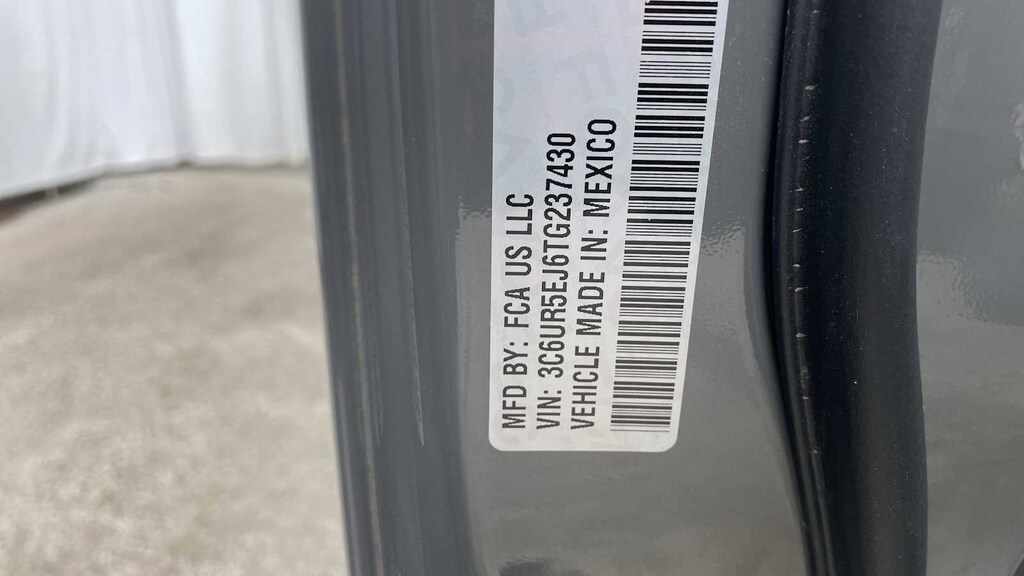 MFD BY: FCA US LLC
VIN: 3C6UR5EJ6TG237430
VEHICLE MADE IN: MEXICO